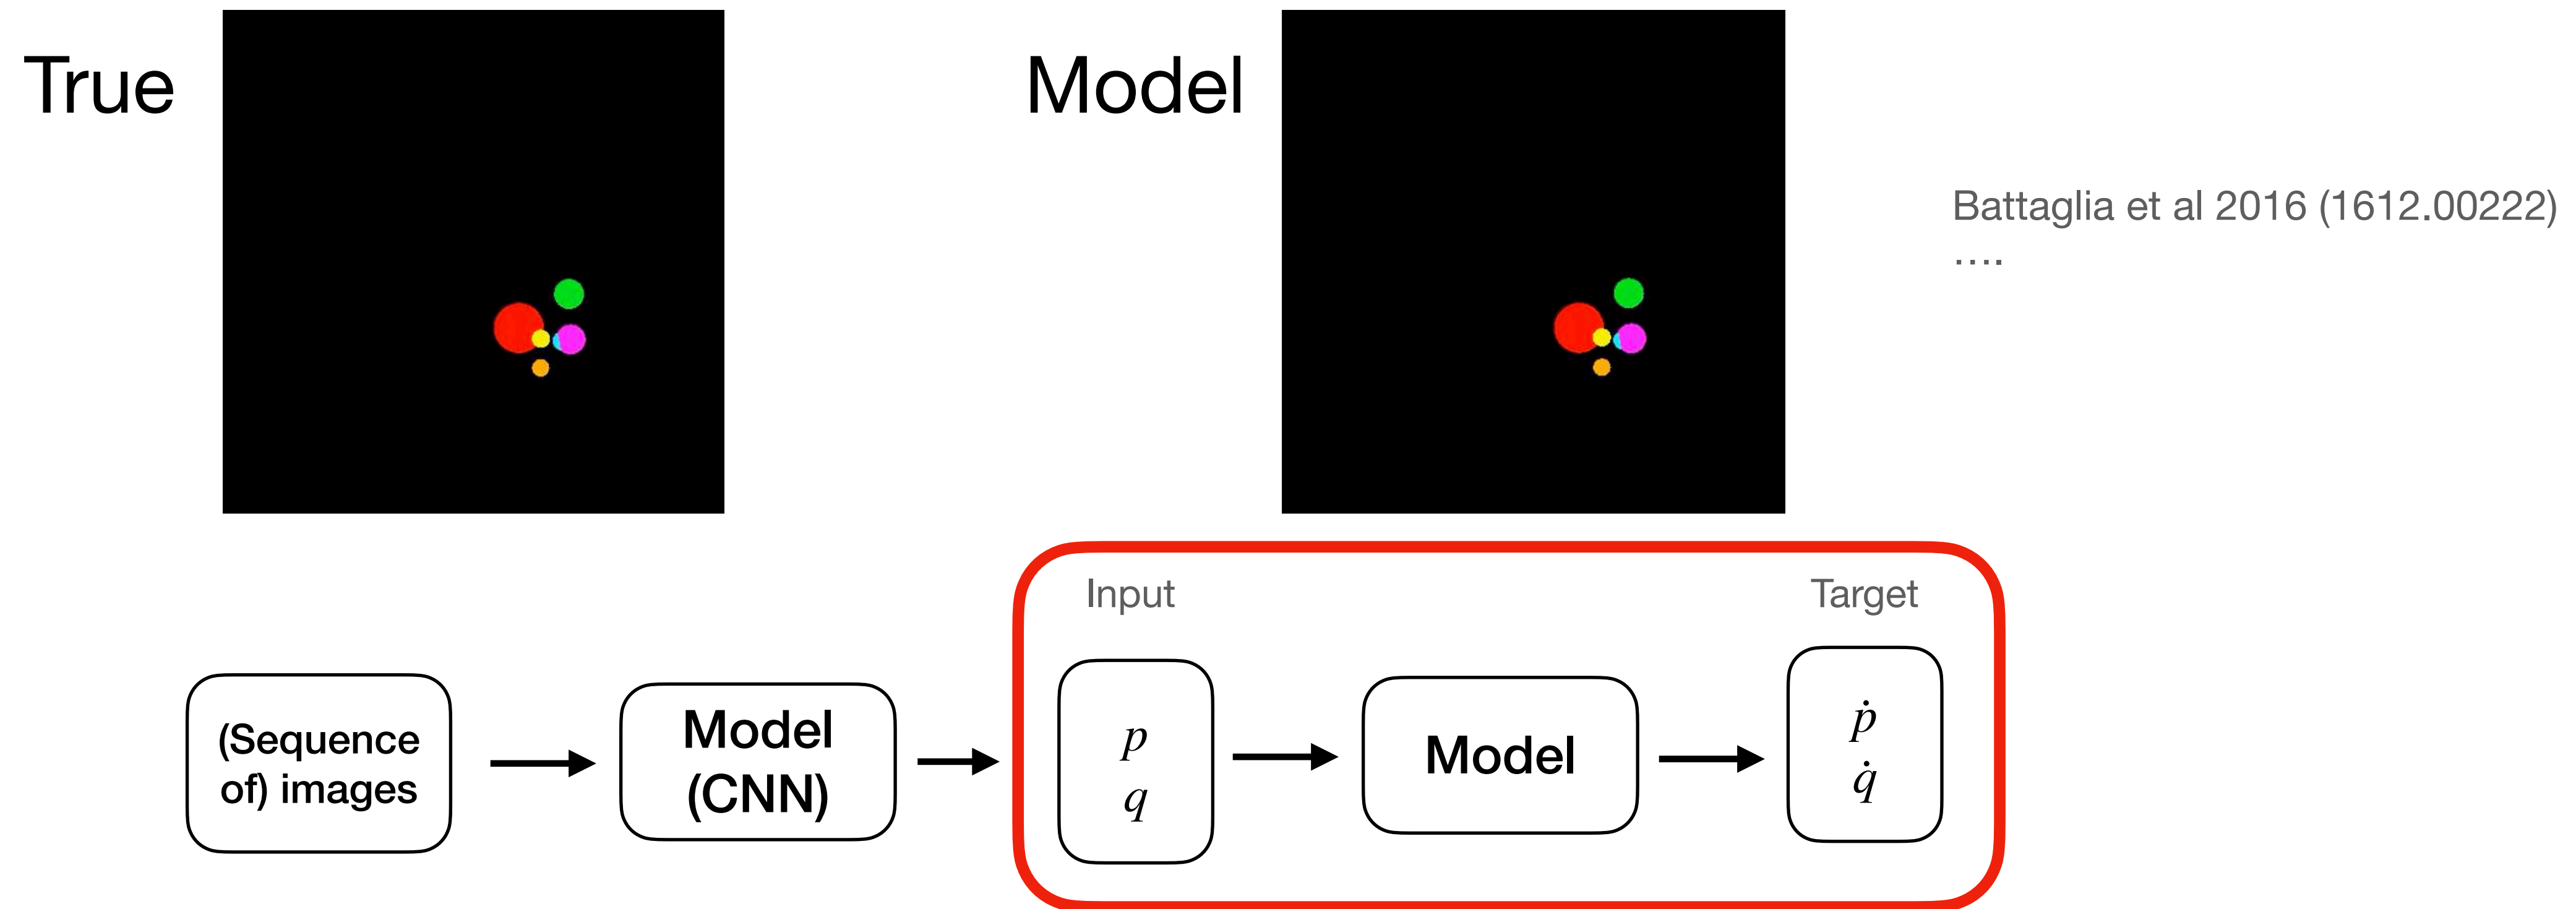 True
Model
Battaglia et al 2016 (1612.00222)
....
Input
Target
(Sequence
of) images
Model
(CNN)
p
q
Model
ṗ
q̇